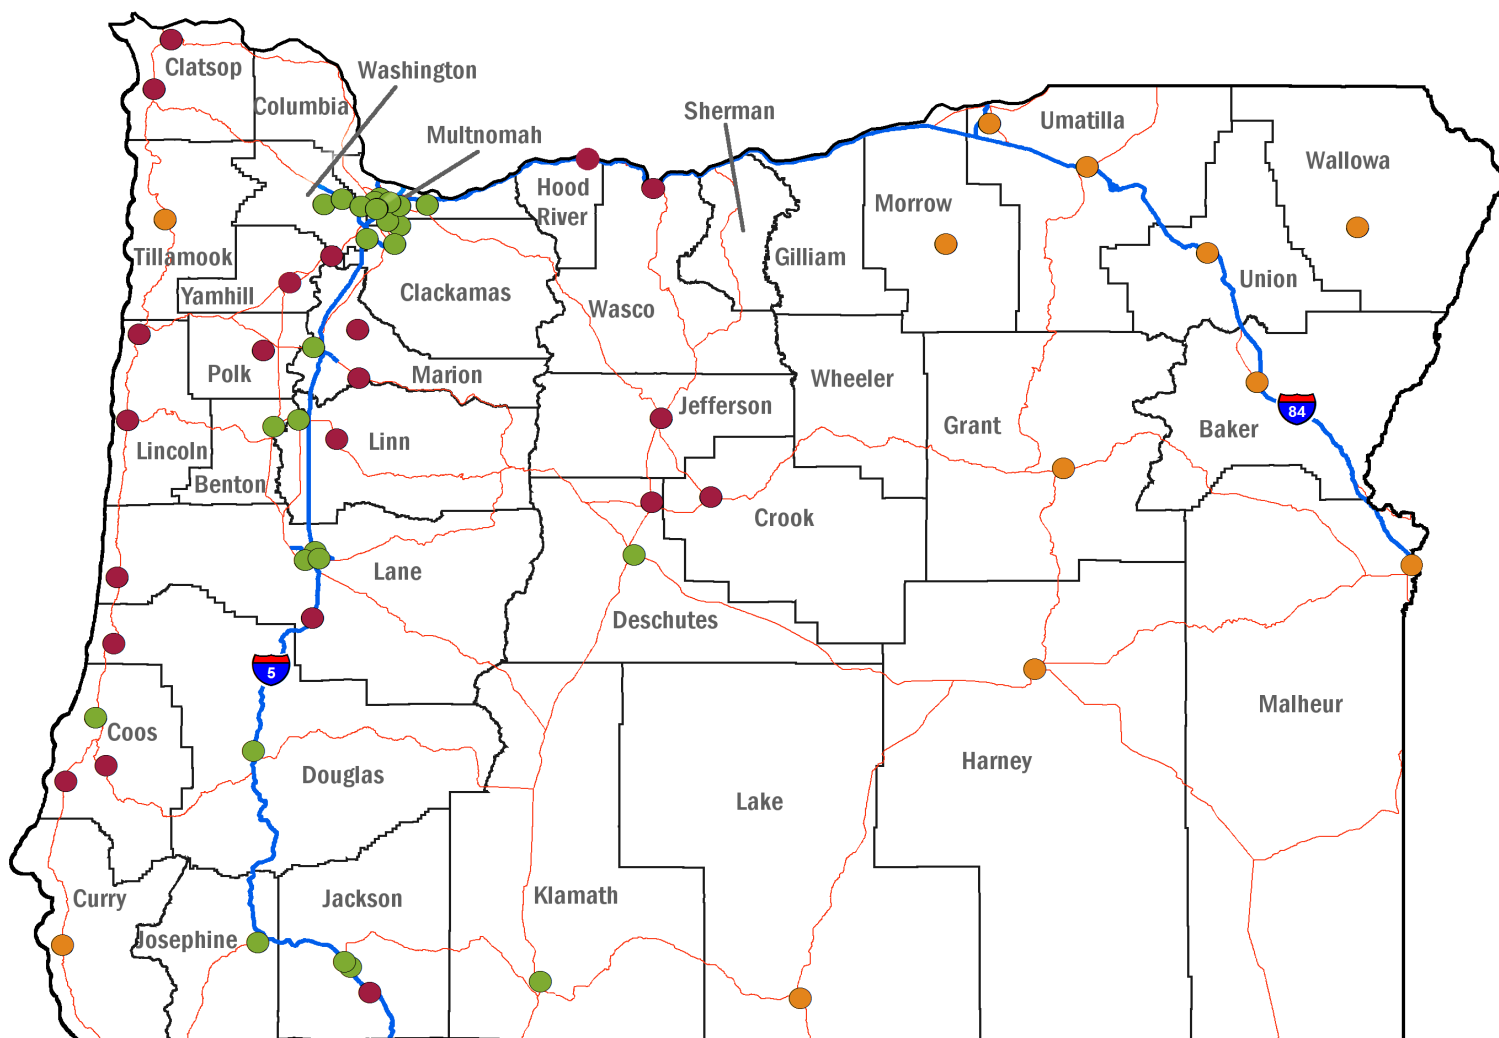 Clatsop
Washington
Columbia
Sherman
Multnomah
Umatilla
Wallowa
Hood
River
Morrow
Tillamook
Gilliam
Union
Yamhill
Clackamas
Wasco
Polk
Marion
Wheeler
Jefferson
84
Grant
Baker
Linn
Lincoln
Benton
Crook
Lane
Deschutes
5
Malheur
Coos
Harney
Douglas
Lake
Curry
Jackson
Klamath
Josephine